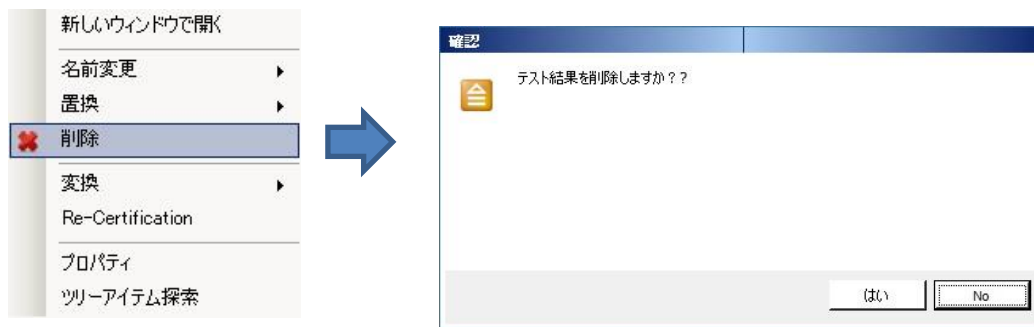 新しいウィンドウで開く
名前変更
置換
削除
変換
Re-Certification
プロパティ
ツリーアイテム探索
確認
テスト結果を削除しますか??
はい
No